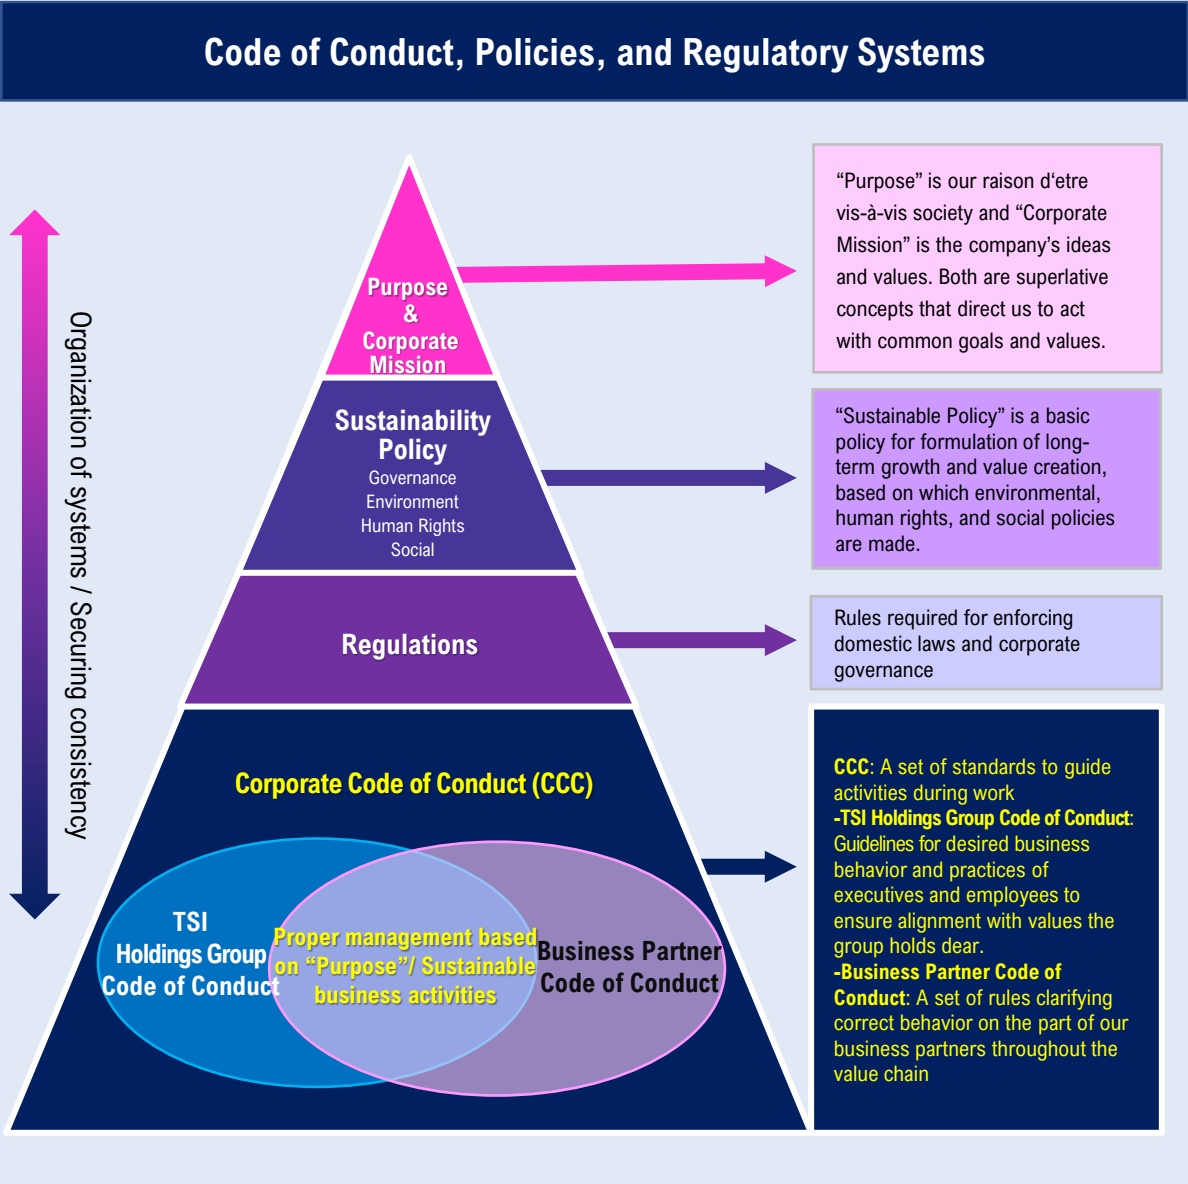 Code of Conduct, Policies, and Regulatory Systems
Organization of systems / Securing consistency
Purpose
&
Corporate
Mission
“Purpose” is our raison d‘etre
vis-à-vis society and “Corporate
Mission” is the company’s ideas
and values. Both are superlative
concepts that direct us to act
with common goals and values.
Sustainability
Policy
Governance
Environment
Human Rights
Social
“Sustainable Policy” is a basic
policy for formulation of long-
term growth and value creation,
based on which environmental,
human rights, and social policies
are made.
Regulations
Rules required for enforcing
domestic laws and corporate
governance
Corporate Code of Conduct (CCC)
TSI
Holdings Group
Code of Conduct
Proper management based
on “Purpose”/ Sustainable
business activities
Business Partner
Code of Conduct
CCC: A set of standards to guide
activities during work
-TSI Holdings Group Code of Conduct:
Guidelines for desired business
behavior and practices of
executives and employees to
ensure alignment with values the
group holds dear.
-Business Partner Code of
Conduct: A set of rules clarifying
correct behavior on the part of our
business partners throughout the
value chain